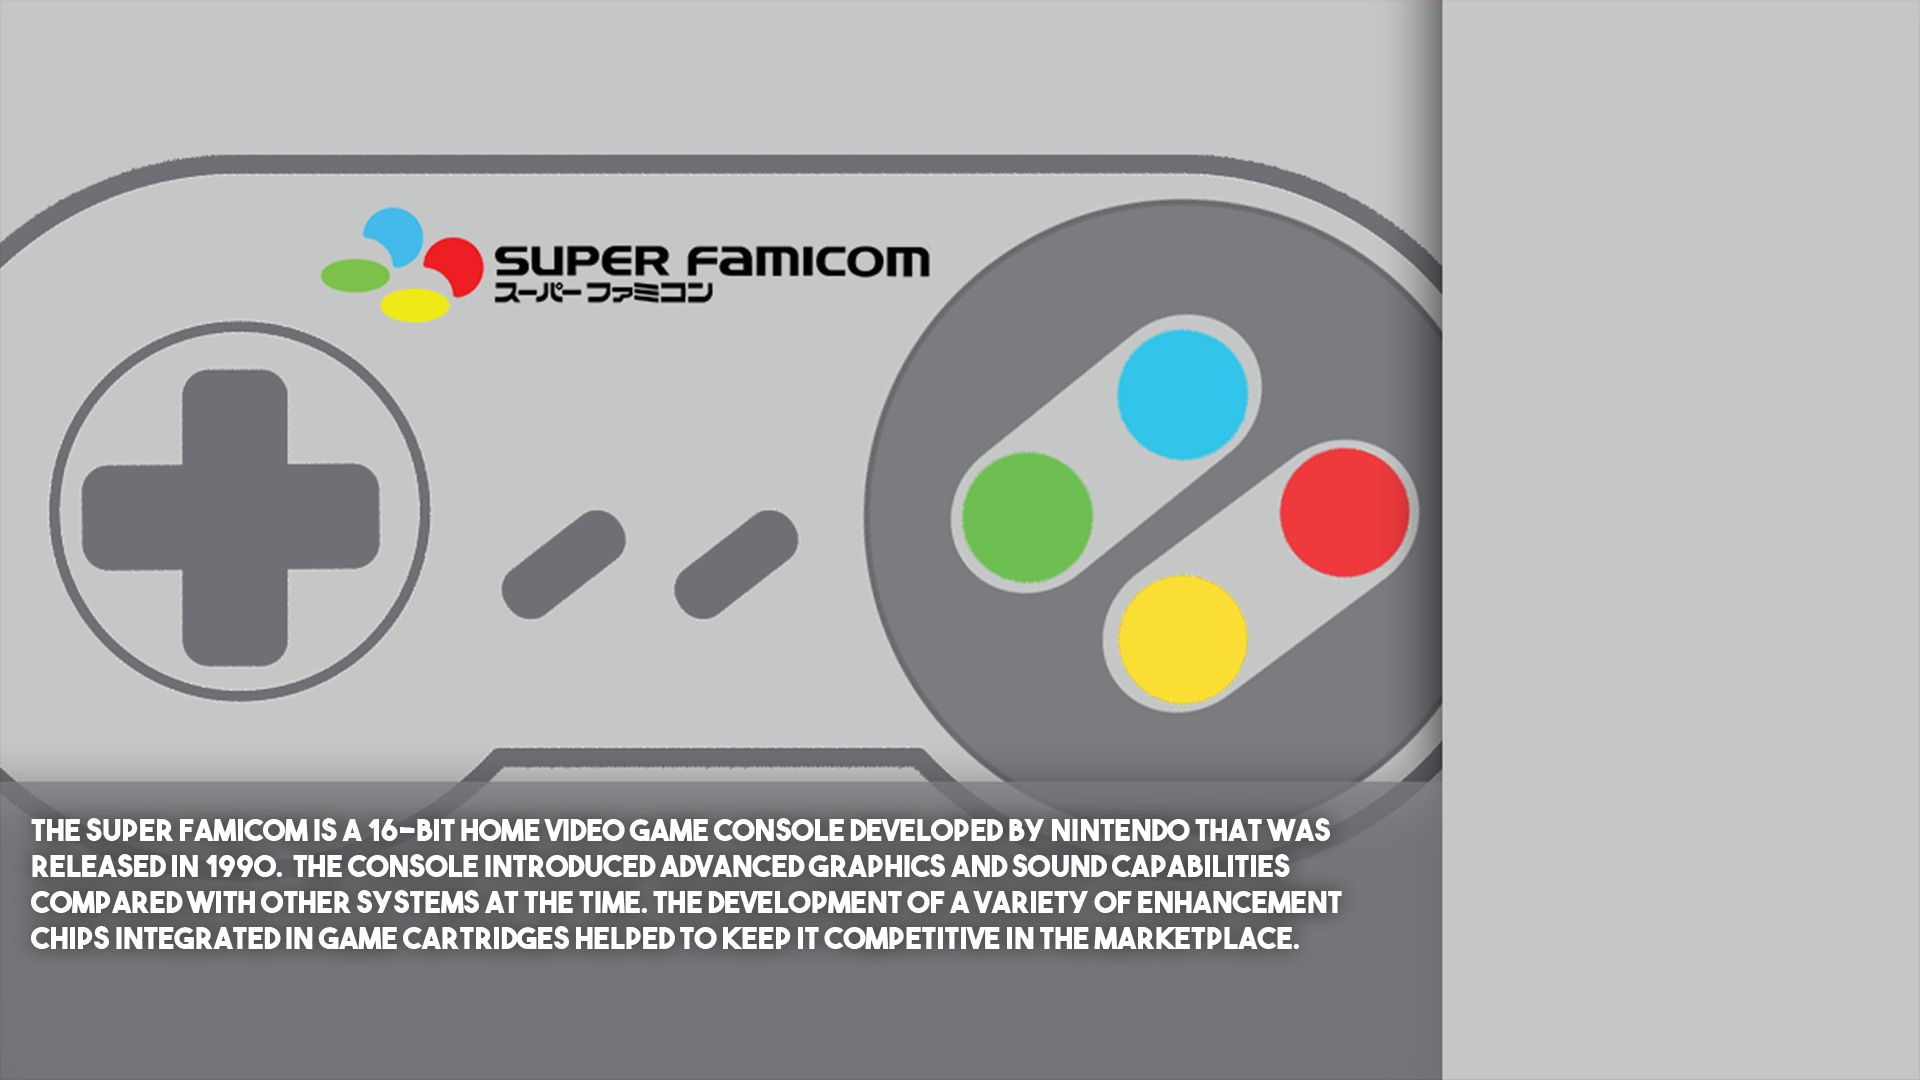 SUPER FAMICOM
スーパーファミコン
THE SUPER FAMICOM IS A 16-BIT HOME VIDEO GAME CONSOLE DEVELOPED BY NINTENDO THAT WAS
RELEASED IN 1990. THE CONSOLE INTRODUCED ADVANCED GRAPHICS AND SOUND CAPABILITIES
COMPARED WITH OTHER SYSTEMS AT THE TIME. THE DEVELOPMENT OF A VARIETY OF ENHANCEMENT
CHIPS INTEGRATED IN GAME CARTRIDGES HELPED TO KEEP IT COMPETITIVE IN THE MARKETPLACE.